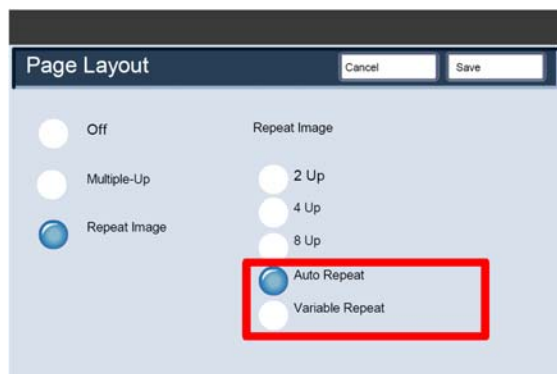 Page Layout
Cancel
Save
Off
Multiple-Up
Repeat Image
Repeat Image
2 Up
4 Up
8 Up
Auto Repeat
Variable Repeat